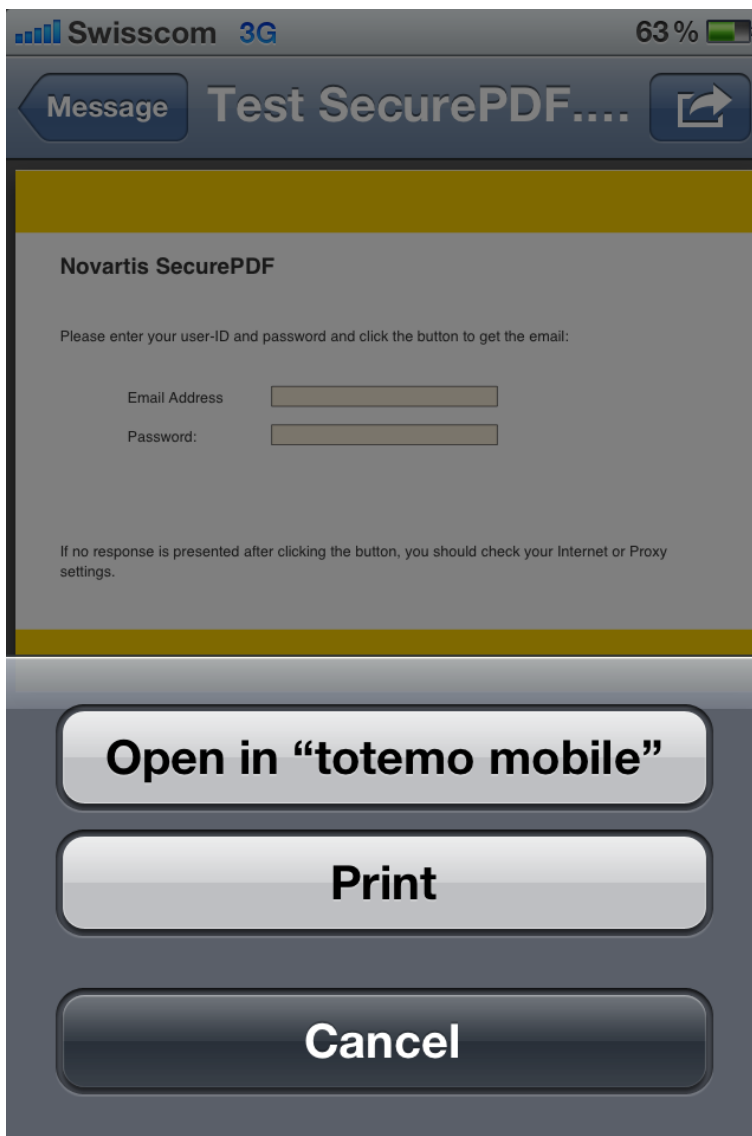 Swisscom 3G 63 %
Message Test SecurePDF....
Novartis SecurePDF
Please enter your user-ID and password and click the button to get the email:
Email Address
Password:
If no response is presented after clicking the button, you should check your Internet or Proxy
settings.
Open in “totemo mobile”
Print
Cancel